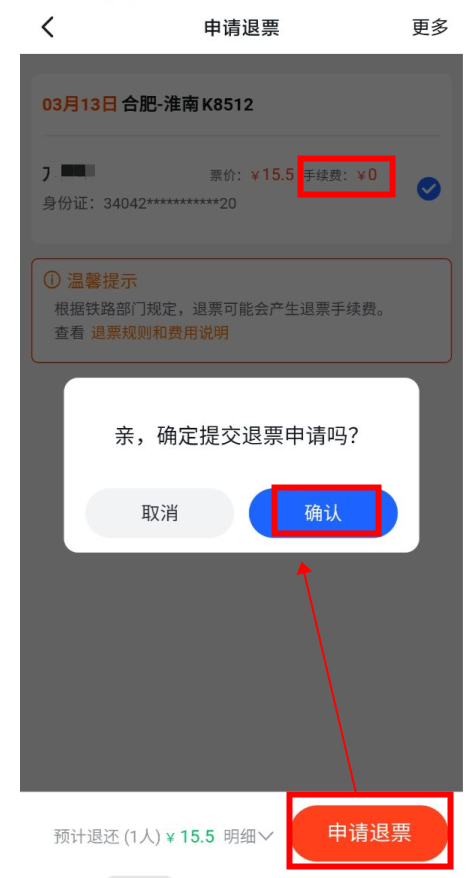 申请退票 更多
03月13日 合肥-淮南 K8512
票价：¥15.5 手续费：¥0
身份证：34042***********20
温馨提示
根据铁路部门规定，退票可能会产生退票手续费。
查看 退票规则和费用说明
亲，确定提交退票申请吗？
取消 确认
预计退还 (1人) ¥ 15.5 明细 申请退票